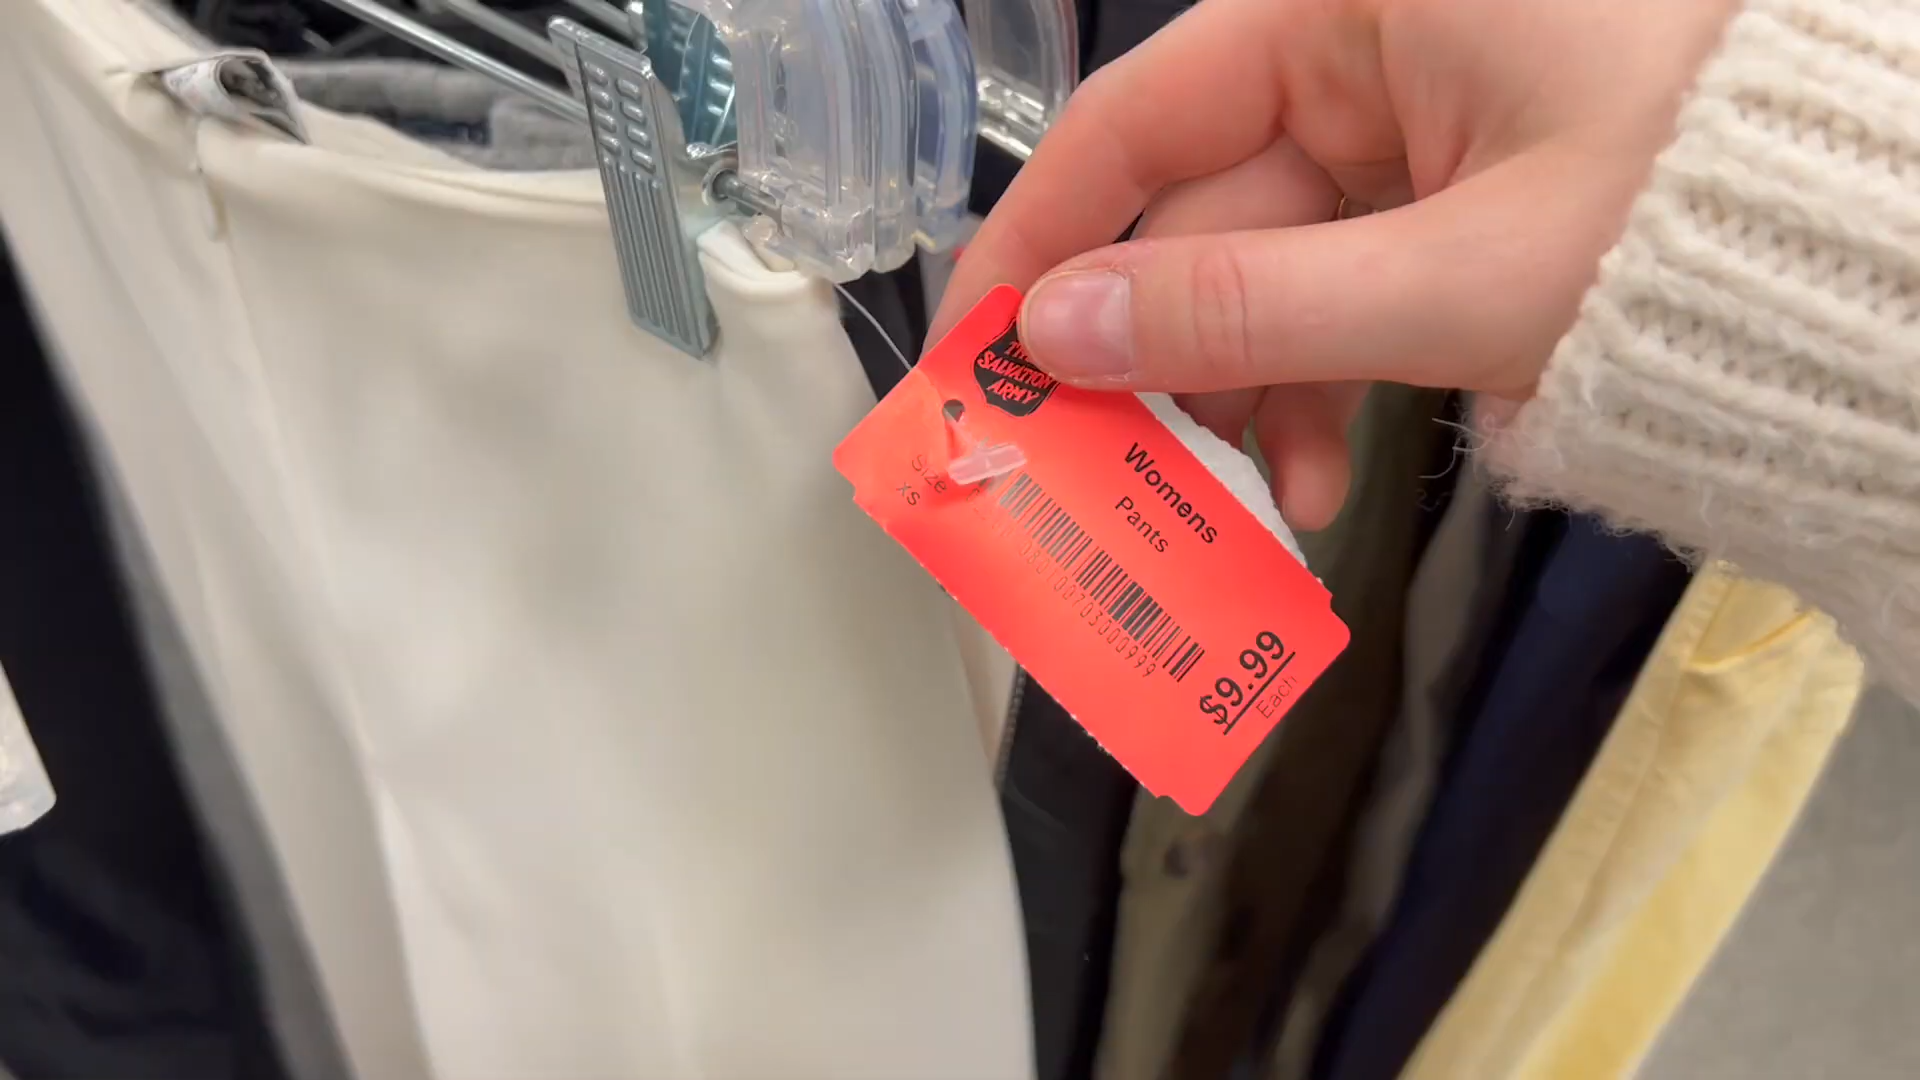 THE
SALVATION
ARMY
Womens
Pants
Size
xs
$9.99
Each